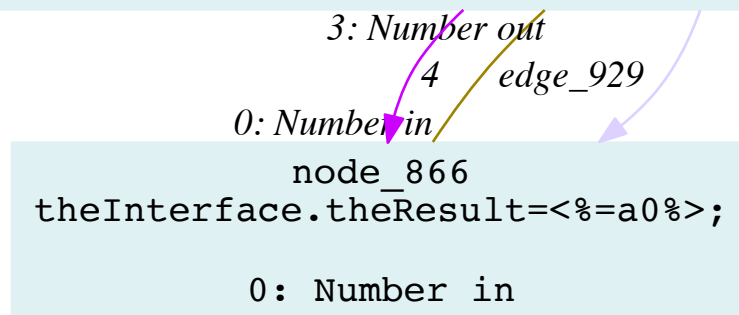 3: Number out
4 edge_929
0: Number in
node_866
theInterface.theResult=<%=a0%>;
0: Number in